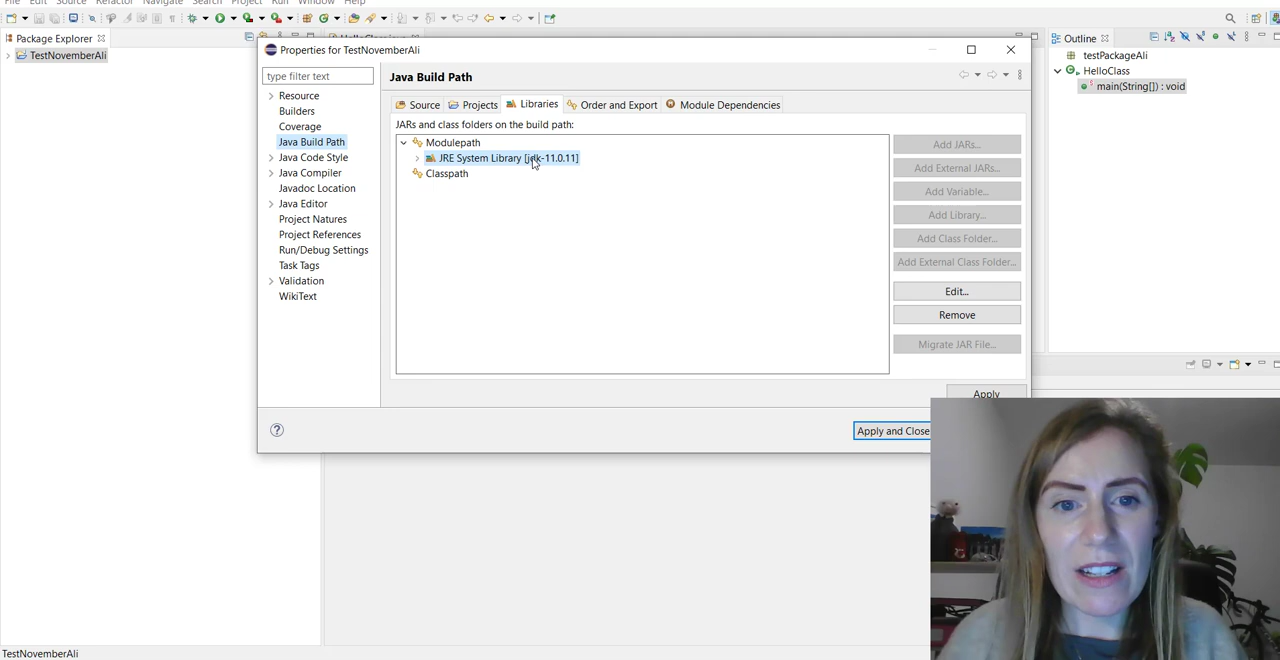 File Edit Source Refactor Navigate Search Project Run Window Help
Package Explorer
TestNovemberAli
Properties for TestNovemberAli
type filter text
Resource
Builders
Coverage
Java Build Path
Java Code Style
Java Compiler
Javadoc Location
Java Editor
Project Natures
Project References
Run/Debug Settings
Task Tags
Validation
WikiText
Java Build Path
Source Projects Libraries Order and Export Module Dependencies
JARs and class folders on the build path:
Modulepath
JRE System Library [jdk-11.0.11]
Classpath
Add JARs...
Add External JARs...
Add Variable...
Add Library...
Add Class Folder...
Add External Class Folder...
Edit...
Remove
Migrate JAR File...
Apply
Apply and Close
Outline
testPackageAli
HelloClass
main(String[]) : void
TestNovemberAli